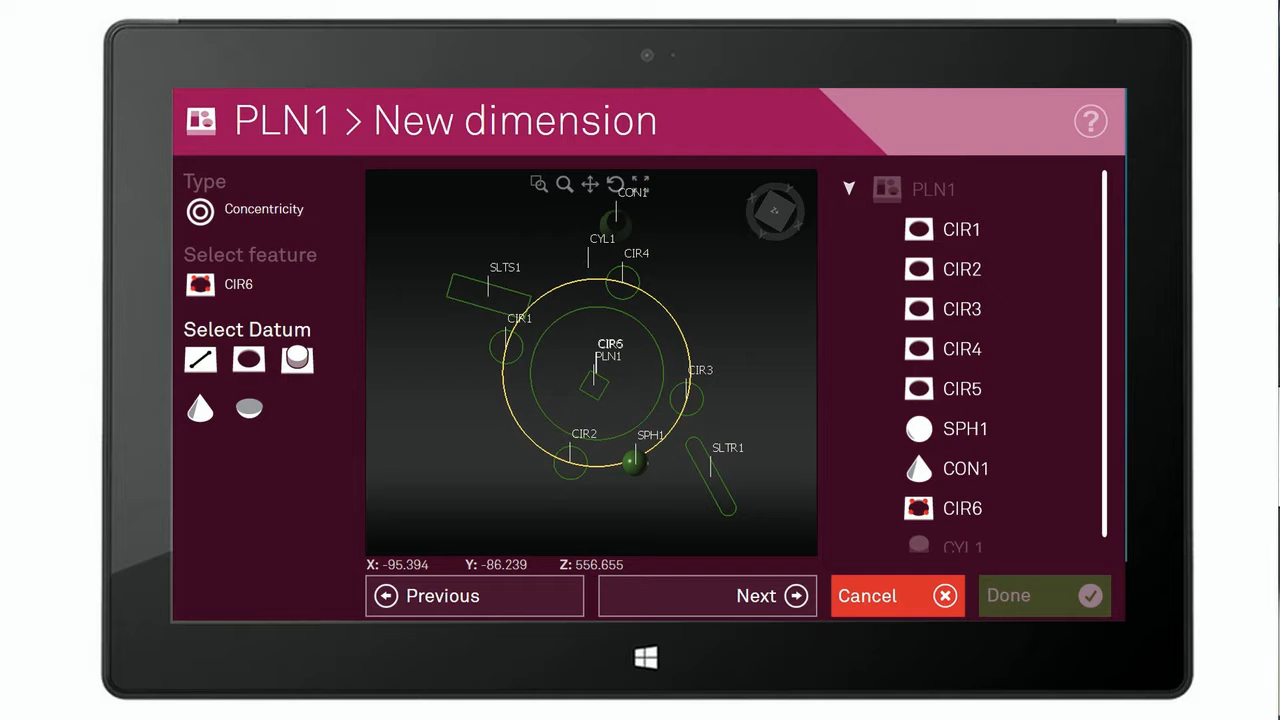 PLN1 > New dimension
?
Type
Concentricity
Select feature
CIR6
Select Datum
CON1
CYL1
CIR4
SLTS1
CIR1
PLN1
CIR3
CIR2
SPH1
SLTR1
X: -95.394 Y: -86.239 Z: 556.655
Previous
Next
PLN1
CIR1
CIR2
CIR3
CIR4
CIR5
SPH1
CON1
CIR6
CYL1
Cancel
Done